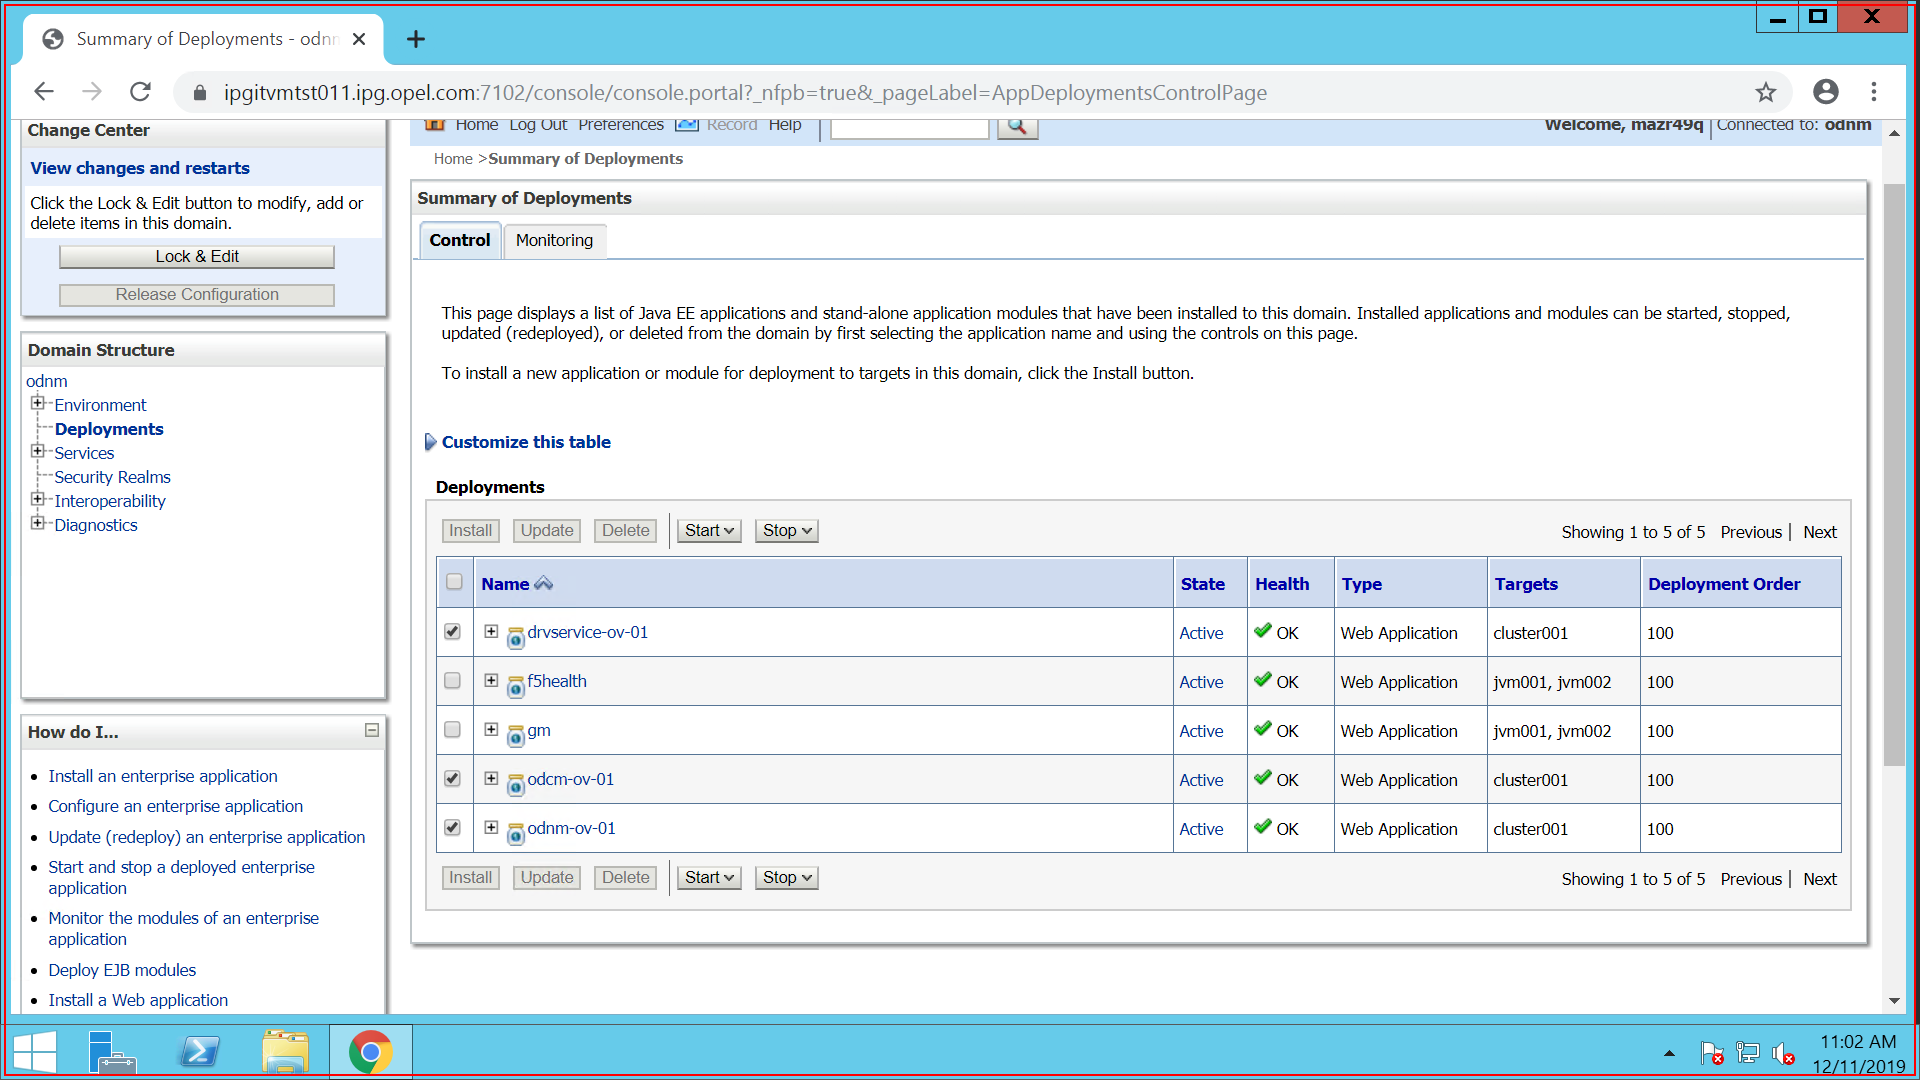 Summary of Deployments - odn
ipgitvmtst011.ipg.opel.com:7102/console/console.portal?_nfpb=true&_pageLabel=AppDeploymentsControlPage
Home Log Out Preferences Record Help
Welcome, mazr49q Connected to: odnm
Home >Summary of Deployments
Change Center
View changes and restarts
Click the Lock & Edit button to modify, add or
delete items in this domain.
Lock & Edit
Release Configuration
Domain Structure
odnm
Environment
Deployments
Services
Security Realms
Interoperability
Diagnostics
How do I...
Install an enterprise application
Configure an enterprise application
Update (redeploy) an enterprise application
Start and stop a deployed enterprise
application
Monitor the modules of an enterprise
application
Deploy EJB modules
Install a Web application
Summary of Deployments
Control Monitoring
This page displays a list of Java EE applications and stand-alone application modules that have been installed to this domain. Installed applications and modules can be started, stopped,
updated (redeployed), or deleted from the domain by first selecting the application name and using the controls on this page.
To install a new application or module for deployment to targets in this domain, click the Install button.
Customize this table
Deployments
Install Update Delete Start Stop Showing 1 to 5 of 5 Previous | Next
Name State Health Type Targets Deployment Order
drvservice-ov-01 Active OK Web Application cluster001 100
f5health Active OK Web Application jvm001, jvm002 100
gm Active OK Web Application jvm001, jvm002 100
odcm-ov-01 Active OK Web Application cluster001 100
odnm-ov-01 Active OK Web Application cluster001 100
Install Update Delete Start Stop Showing 1 to 5 of 5 Previous | Next
11:02 AM
12/11/2019